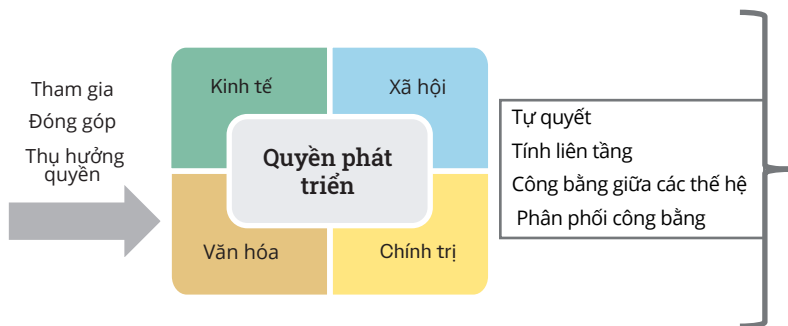 Tham gia
Đóng góp
Thụ hưởng
quyền
Kinh tế
Xã hội
Quyền phát
triển
Văn hóa
Chính trị
Tự quyết
Tính liên tầng
Công bằng giữa các thế hệ
Phân phối công bằng